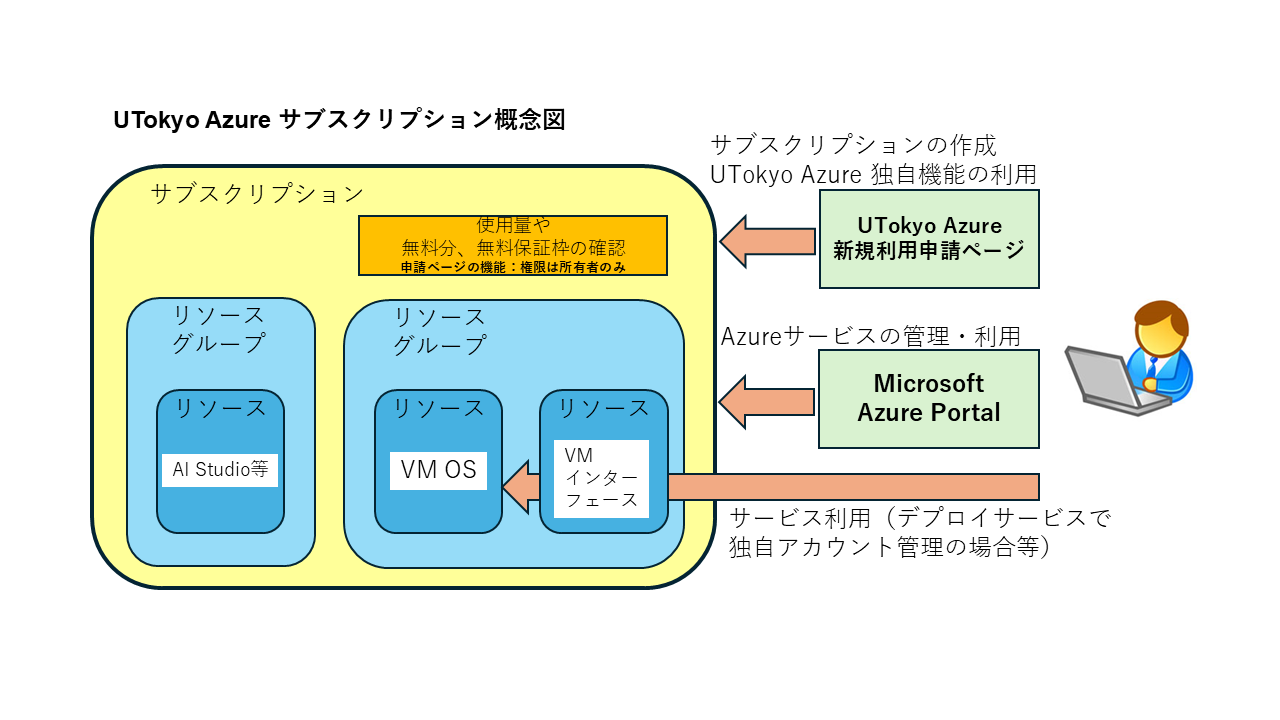 UTokyo Azure サブスクリプション概念図
サブスクリプションの作成
UTokyo Azure 独自機能の利用
サブスクリプション
使用量や
無料分、無料保証枠の確認
申請ページの機能：権限は所有者のみ
UTokyo Azure
新規利用申請ページ
リソース
グループ
リソース
グループ
Azureサービスの管理・利用
Microsoft
Azure Portal
リソース
AI Studio等
リソース
VM OS
リソース
VM
インター
フェース
サービス利用（デプロイサービスで
独自アカウント管理の場合等）